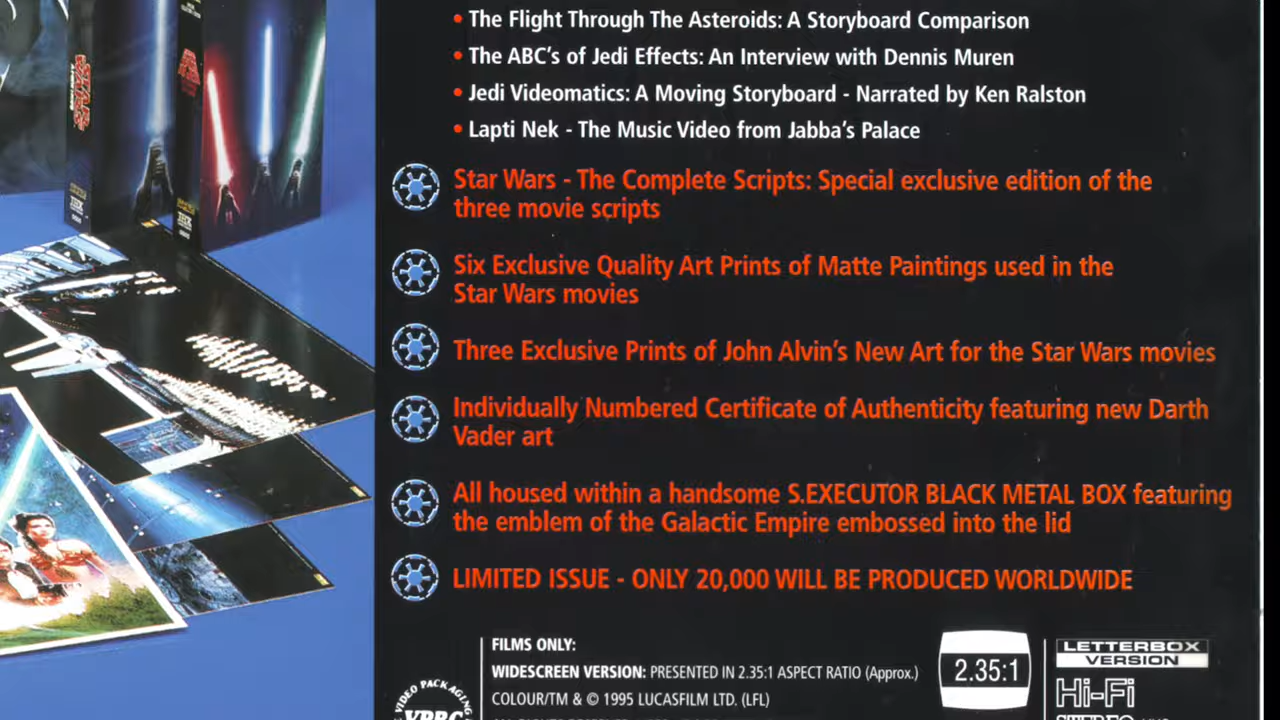 • The Flight Through The Asteroids: A Storyboard Comparison
• The ABC's of Jedi Effects: An Interview with Dennis Muren
• Jedi Videomatics: A Moving Storyboard - Narrated by Ken Ralston
• Lapti Nek - The Music Video from Jabba's Palace
Star Wars - The Complete Scripts: Special exclusive edition of the
three movie scripts
Six Exclusive Quality Art Prints of Matte Paintings used in the
Star Wars movies
Three Exclusive Prints of John Alvin's New Art for the Star Wars movies
Individually Numbered Certificate of Authenticity featuring new Darth
Vader art
All housed within a handsome S.EXECUTOR BLACK METAL BOX featuring
the emblem of the Galactic Empire embossed into the lid
LIMITED ISSUE - ONLY 20,000 WILL BE PRODUCED WORLDWIDE
FILMS ONLY:
WIDESCREEN VERSION: PRESENTED IN 2.35:1 ASPECT RATIO (Approx.)
COLOUR/TM & © 1995 LUCASFILM LTD. (LFL)
VIDEO PACKAGING
VPRC
2.35:1
LETTERBOX
VERSION
Hi-Fi
STAR WARS
THX